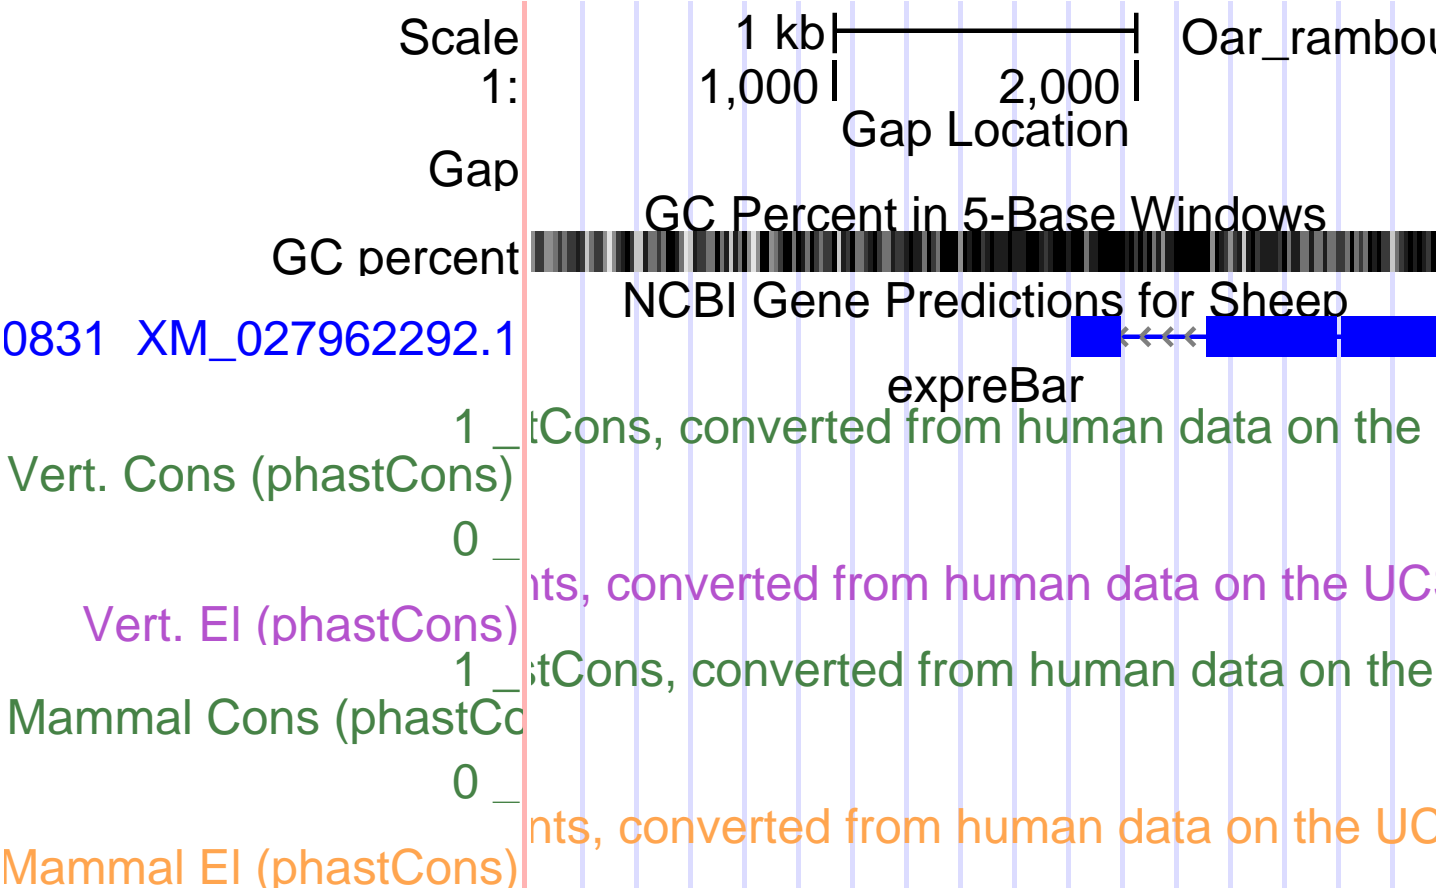 Scale 1 kb Oar_rambou
1: 1,000 2,000
Gap Location
Gap
GC Percent in 5-Base Windows
GC percent
NCBI Gene Predictions for Sheep
0831 XM_027962292.1
expreBar
1 _ tCons, converted from human data on the
Vert. Cons (phastCons)
0 _
nts, converted from human data on the UCS
Vert. El (phastCons)
1 _ stCons, converted from human data on the
Mammal Cons (phastCo
0 _
nts, converted from human data on the UC
Mammal El (phastCons)